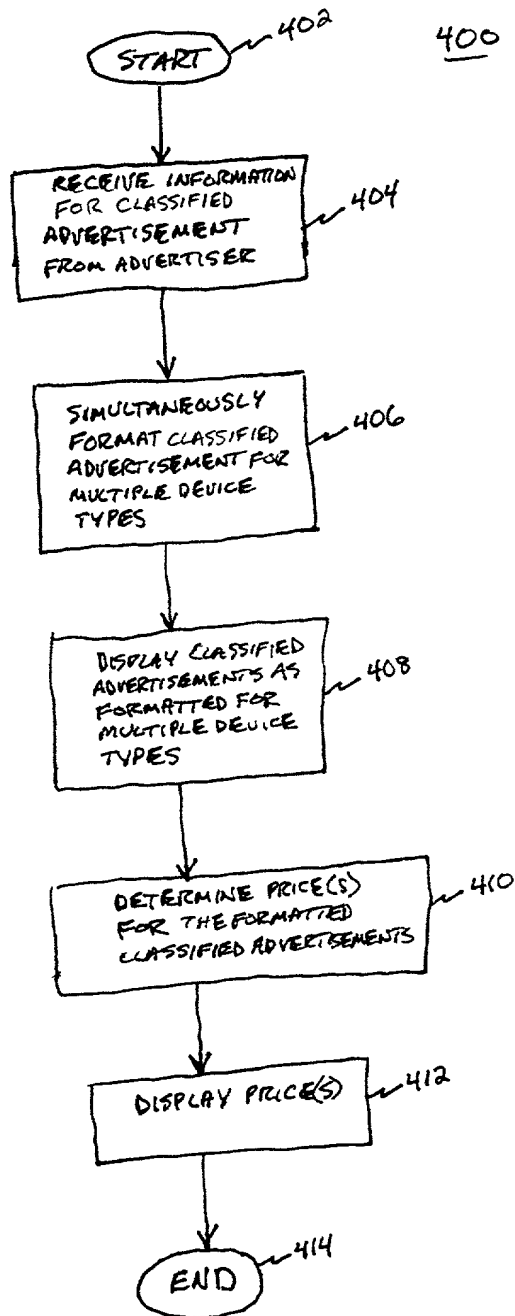 402
400
START
RECEIVE INFORMATION
FOR CLASSIFIED
ADVERTISEMENT
FROM ADVERTISER
404
SIMULTANEOUSLY
FORMAT CLASSIFIED
ADVERTISEMENT FOR
MULTIPLE DEVICE
TYPES
406
DISPLAY CLASSIFIED
ADVERTISEMENTS AS
FORMATTED FOR
MULTIPLE DEVICE
TYPES
408
DETERMINE PRICE(S)
FOR THE FORMATTED
CLASSIFIED ADVERTISEMENTS
410
DISPLAY PRICE(S)
412
END
414